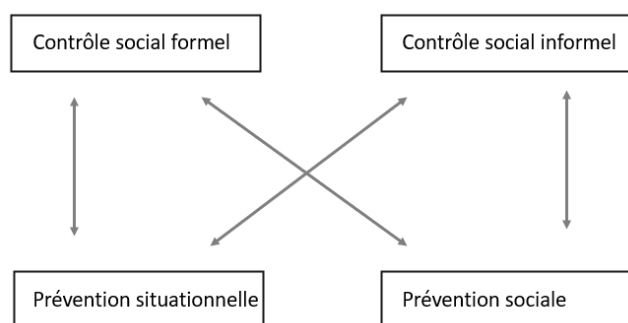 Contrôle social formel
Contrôle social informel
Prévention situationnelle
Prévention sociale